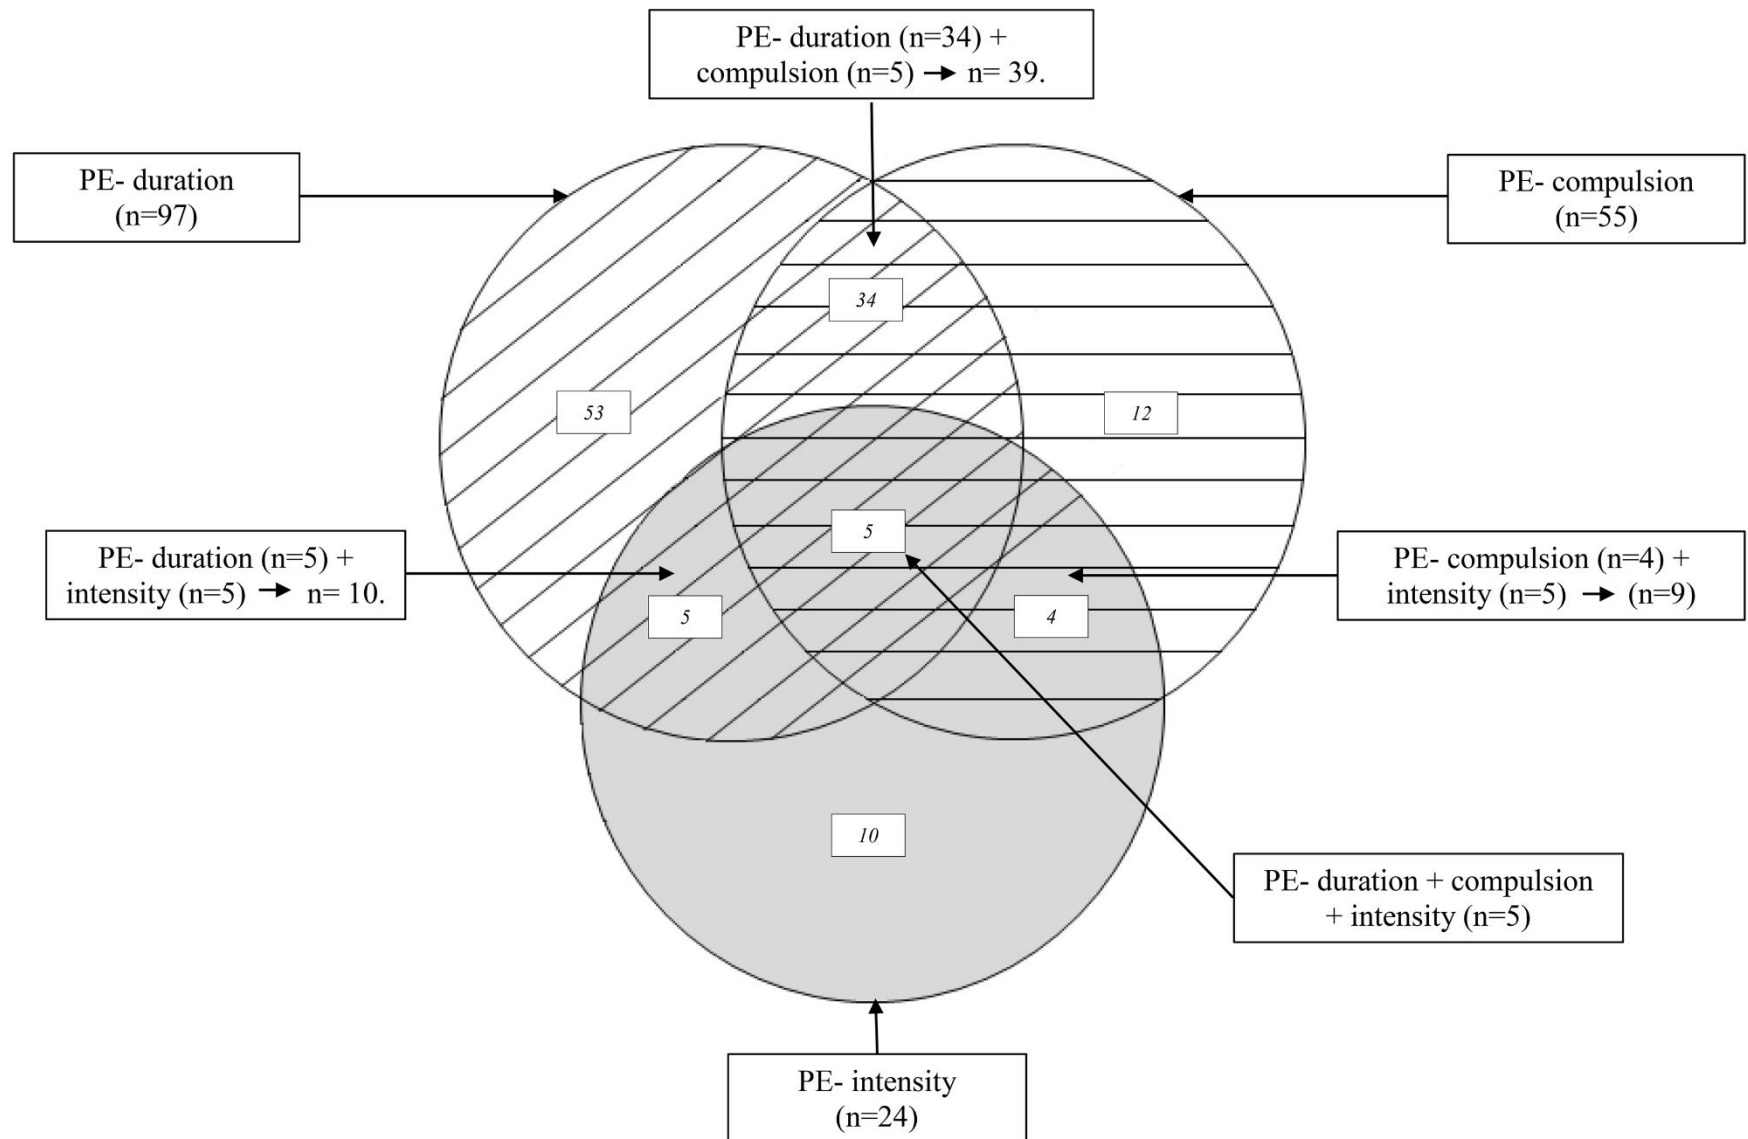 PE- duration (n=34) +
compulsion (n=5) → n= 39.
PE- duration
(n=97)
PE- compulsion
(n=55)
34
53
12
5
PE- duration (n=5) +
intensity (n=5) → n= 10.
PE- compulsion (n=4) +
intensity (n=5) → (n=9)
5
4
10
PE- duration + compulsion
+ intensity (n=5)
PE- intensity
(n=24)